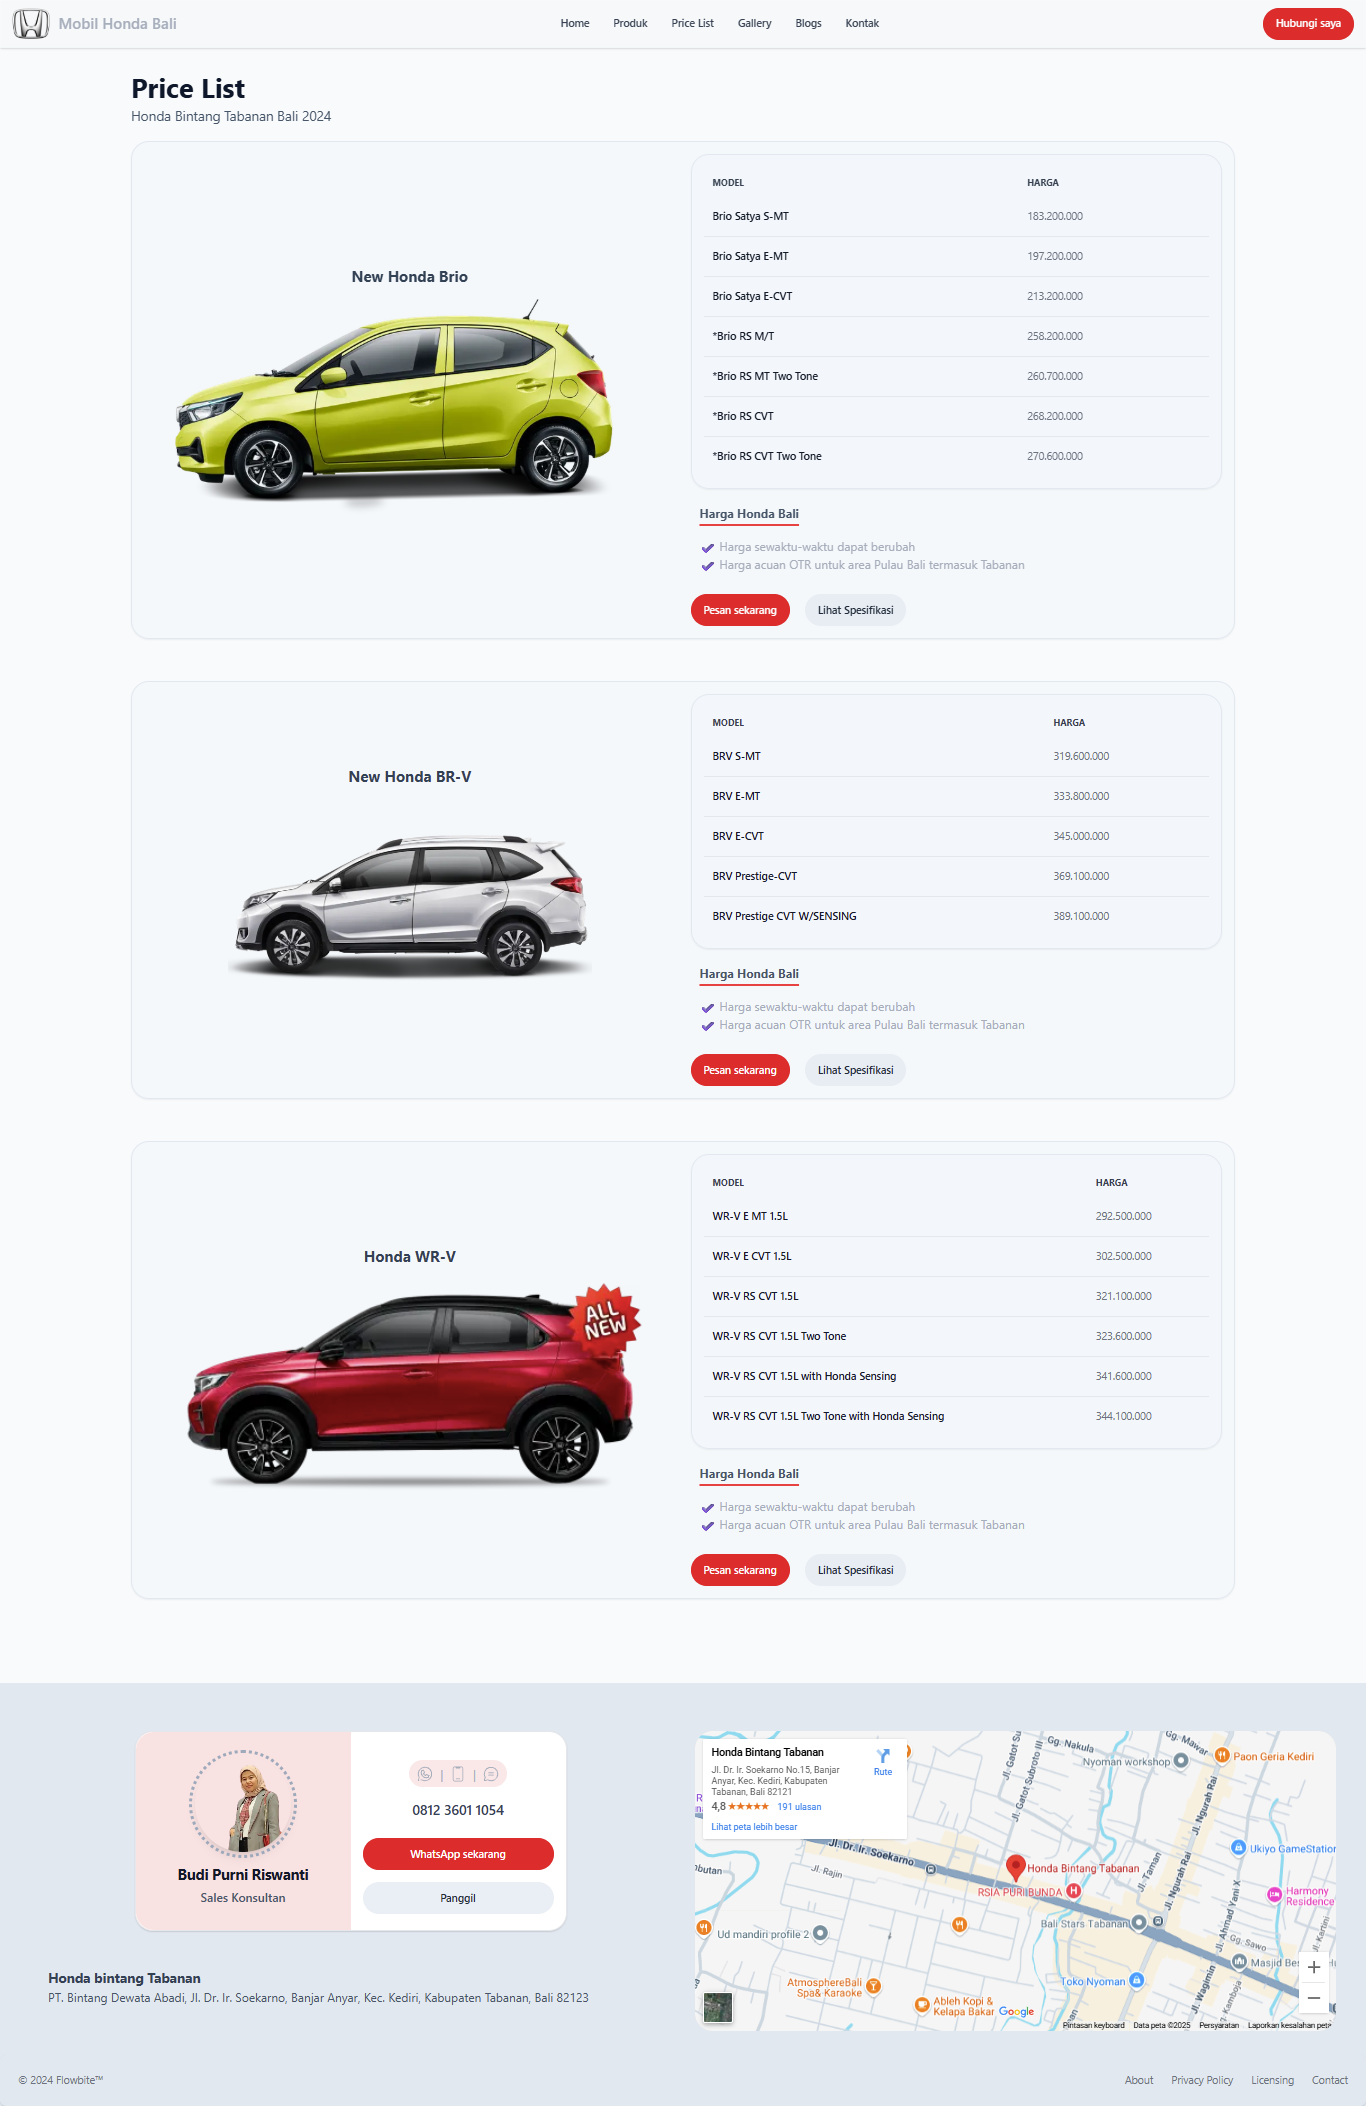 Mobil Honda Bali
Home Produk Price List Gallery Blogs Kontak
Hubungi saya
Price List
Honda Bintang Tabanan Bali 2024
New Honda Brio
MODEL HARGA
Brio Satya S-MT 183.200.000
Brio Satya E-MT 197.200.000
Brio Satya E-CVT 213.200.000
*Brio RS M/T 258.200.000
*Brio RS MT Two Tone 260.700.000
*Brio RS CVT 268.200.000
*Brio RS CVT Two Tone 270.600.000
Harga Honda Bali
Harga sewaktu-waktu dapat berubah
Harga acuan OTR untuk area Pulau Bali termasuk Tabanan
Pesan sekarang Lihat Spesifikasi
New Honda BR-V
MODEL HARGA
BRV S-MT 319.600.000
BRV E-MT 333.800.000
BRV E-CVT 345.000.000
BRV Prestige-CVT 369.100.000
BRV Prestige CVT W/SENSING 389.100.000
Harga Honda Bali
Harga sewaktu-waktu dapat berubah
Harga acuan OTR untuk area Pulau Bali termasuk Tabanan
Pesan sekarang Lihat Spesifikasi
Honda WR-V
ALL
NEW
MODEL HARGA
WR-V E MT 1.5L 292.500.000
WR-V E CVT 1.5L 302.500.000
WR-V RS CVT 1.5L 321.100.000
WR-V RS CVT 1.5L Two Tone 323.600.000
WR-V RS CVT 1.5L with Honda Sensing 341.600.000
WR-V RS CVT 1.5L Two Tone with Honda Sensing 344.100.000
Harga Honda Bali
Harga sewaktu-waktu dapat berubah
Harga acuan OTR untuk area Pulau Bali termasuk Tabanan
Pesan sekarang Lihat Spesifikasi
Budi Purni Riswanti
Sales Konsultan
0812 3601 1054
WhatsApp sekarang
Panggil
Honda bintang Tabanan
PT. Bintang Dewata Abadi, Jl. Dr. Ir. Soekarno, Banjar Anyar, Kec. Kediri, Kabupaten Tabanan, Bali 82123
Honda Bintang Tabanan
Jl. Dr. Ir. Soekarno No.15, Banjar
Anyar, Kec. Kediri, Kabupaten
Tabanan, Bali 82121
4,8 ★★★★★ 191 ulasan
Lihat peta lebih besar
Rute
Jl. Gatot Su
Jl. Gatot Subroto III
Gg. Nakula
Gg. Mawar
Nyoman workshop
Paon Geria Kediri
Jl. Ngurah Rai
Ukiyo GameStation
Jl. Dr. Ir. Soekarno
Jl. Rajin
Honda Bintang Tabanan
RSIA PURI BUNDA
Jl. Taman
Jl. Ngurah Rai
Jl. Ahmad Yani X
Harmony
Residence
Bali Stars Tabanan
Ud mandiri profile 2
Gg. Sawo
Jl. Kartini
Masjid Be
Toko Nyoman
Jl. Wagimin
Kamboja
AtmosphereBali
Spa& Karaoke
Ableh Kopi &
Kelapa Bakar
Google
Pintasan keyboard Data peta ©2025 Persyaratan Laporkan kesalahan peta
© 2024 Flowbite™
About Privacy Policy Licensing Contact